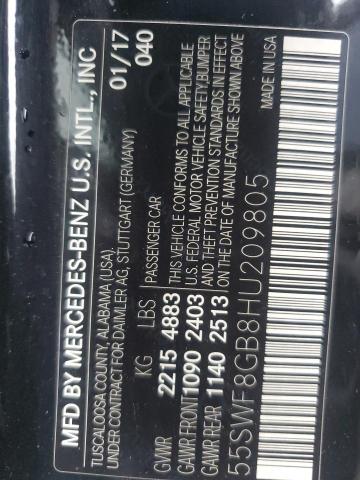 MFD BY MERCEDES-BENZ U.S. INTL., INC
TUSCALOOSA COUNTY, ALABAMA (USA)
UNDER CONTRACT FOR DAIMLER AG, STUTTGART (GERMANY)
01/17
040
KG LBS PASSENGER CAR
GVWR 2215 4883
GAWR FRONT 1090 2403
GAWR REAR 1140 2513
THIS VEHICLE CONFORMS TO ALL APPLICABLE
U.S. FEDERAL MOTOR VEHICLE SAFETY, BUMPER
AND THEFT PREVENTION STANDARDS IN EFFECT
ON THE DATE OF MANUFACTURE SHOWN ABOVE
55SWF8GB8HU209805
MADE IN USA